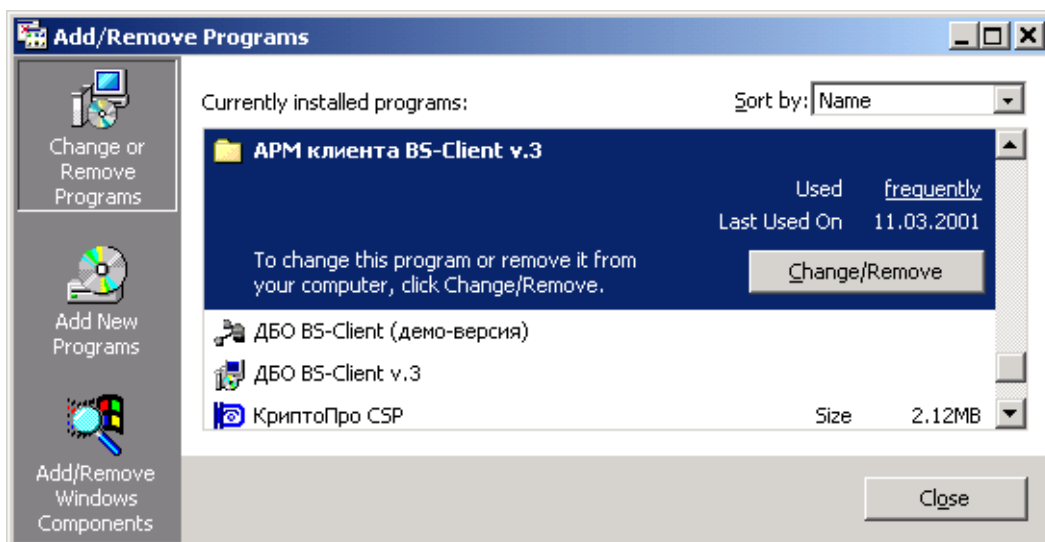 Add/Remove Programs
Change or
Remove
Programs
Add New
Programs
Add/Remove
Windows
Components
Currently installed programs:
Sort by: Name
АРМ клиента BS-Client v.3
Used frequently
Last Used On 11.03.2001
To change this program or remove it from
your computer, click Change/Remove.
Change/Remove
ДБО BS-Client (демо-версия)
ДБО BS-Client v.3
КриптоПро CSP Size 2.12MB
Close